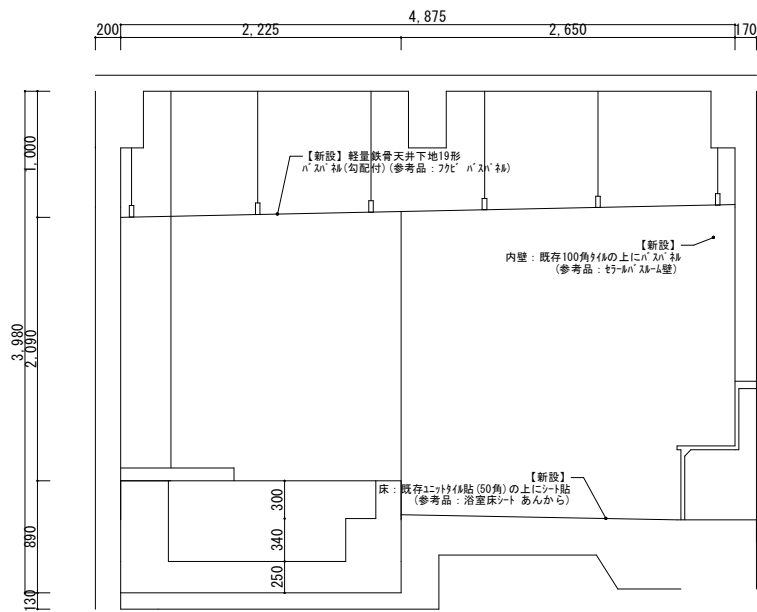 4,875
200
2,225
2,650
170
【新設】軽量鉄骨天井下地19形
ﾊﾞｽﾊﾟﾈﾙ(勾配付)(参考品：ﾌｸﾋﾞ ﾊﾞｽﾊﾟﾈﾙ)
1,000
【新設】
内壁：既存100角ﾀｲﾙの上にﾊﾞｽﾊﾟﾈﾙ
(参考品：ｾﾗｰﾙﾊﾞｽﾙｰﾑ壁)
3,980
2,090
【新設】
床：既存ﾕﾆｯﾄﾀｲﾙ貼(50角)の上にｼｰﾄ貼
(参考品：浴室床ｼｰﾄ あんから)
300
890
340
250
130